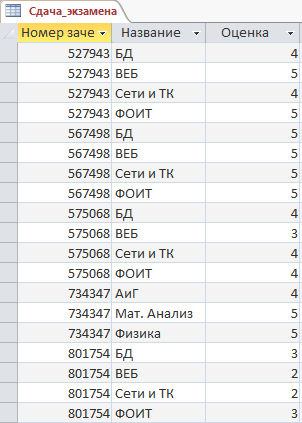 Сдача_экзамена
Номер заче Название Оценка
527943 БД 4
527943 ВЕБ 5
527943 Сети и ТК 4
527943 ФОИТ 5
567498 БД 5
567498 ВЕБ 5
567498 Сети и ТК 5
567498 ФОИТ 5
575068 БД 4
575068 ВЕБ 3
575068 Сети и ТК 4
575068 ФОИТ 4
734347 АиГ 4
734347 Мат. Анализ 5
734347 Физика 5
801754 БД 3
801754 ВЕБ 2
801754 Сети и ТК 2
801754 ФОИТ 3